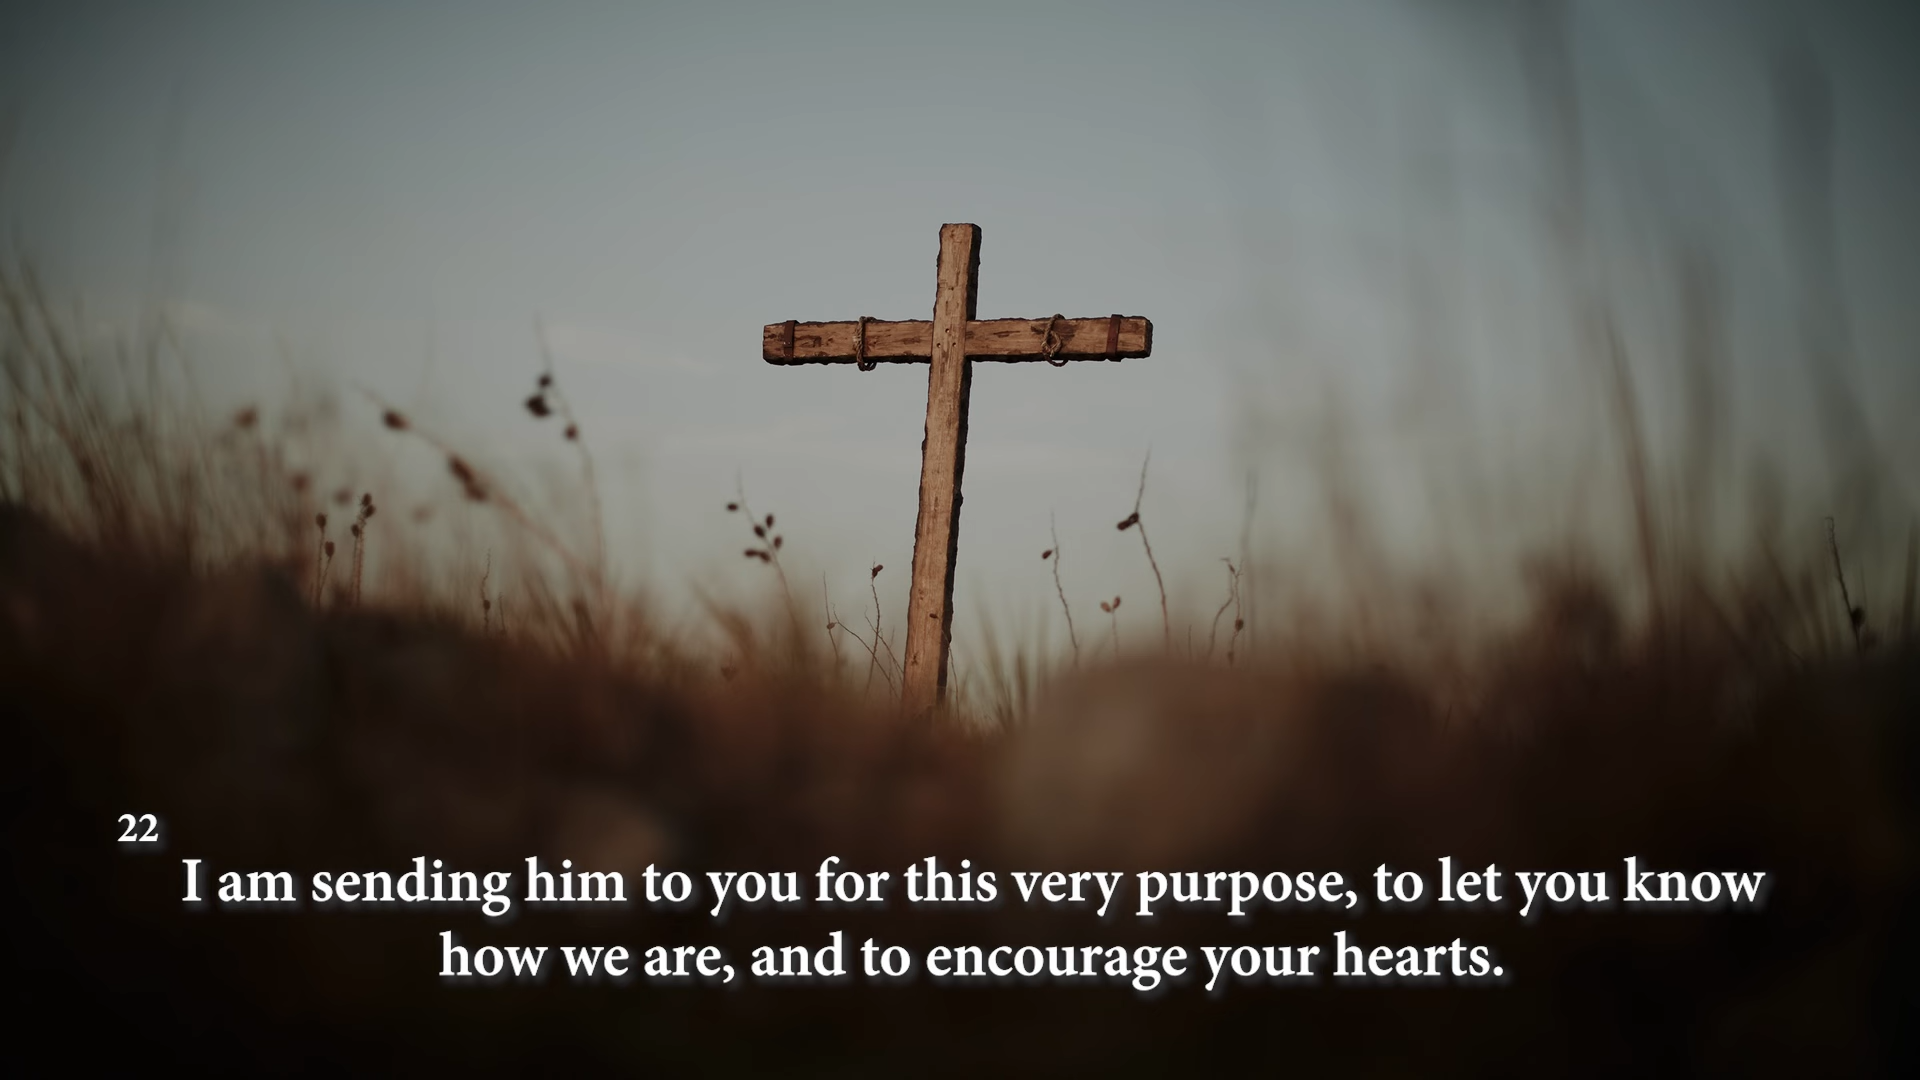 22
I am sending him to you for this very purpose, to let you know
how we are, and to encourage your hearts.